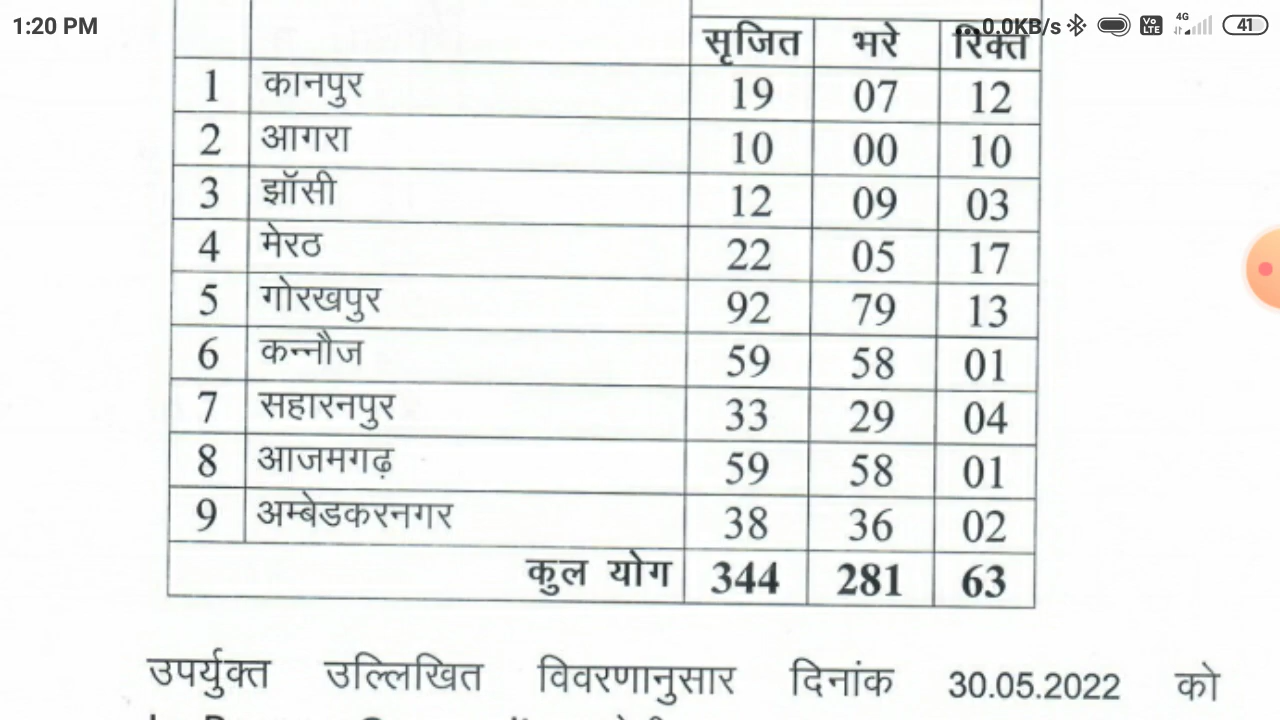 1:20 PM ...0.0KB/s Vo LTE 4G 41
सृजित भरे रिक्त
1 कानपुर 19 07 12
2 आगरा 10 00 10
3 झॉसी 12 09 03
4 मेरठ 22 05 17
5 गोरखपुर 92 79 13
6 कन्नौज 59 58 01
7 सहारनपुर 33 29 04
8 आजमगढ़ 59 58 01
9 अम्बेडकरनगर 38 36 02
कुल योग 344 281 63
उपर्युक्त उल्लिखित विवरणानुसार दिनांक 30.05.2022 को